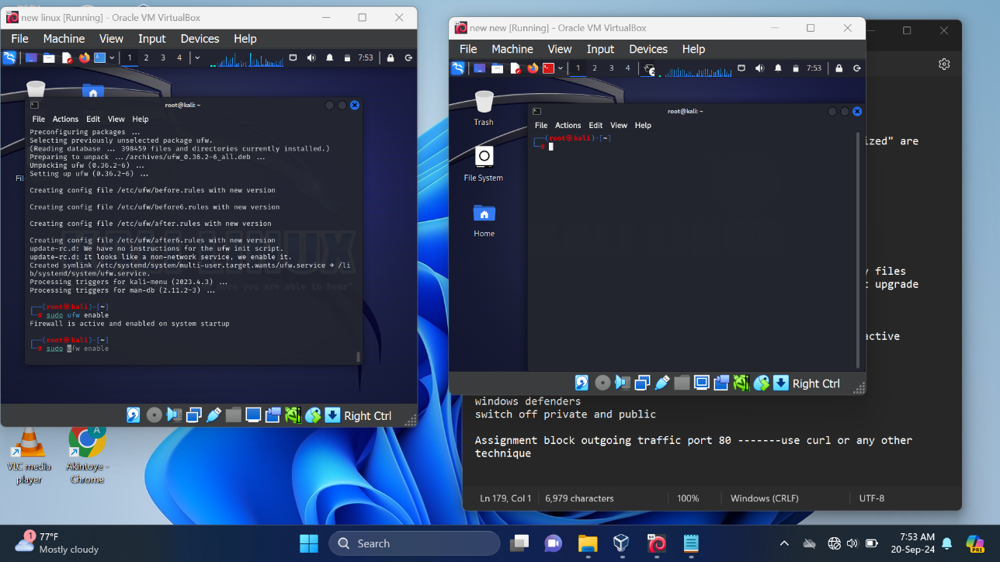 new linux [Running] - Oracle VM VirtualBox
File Machine View Input Devices Help
1 2 3 4 7:53
root@kali: ~
File Actions Edit View Help
Preconfiguring packages ...
Selecting previously unselected package ufw.
(Reading database ... 398459 files and directories currently installed.)
Preparing to unpack .../archives/ufw_0.36.2-6_all.deb ...
Unpacking ufw (0.36.2-6) ...
Setting up ufw (0.36.2-6) ...
Creating config file /etc/ufw/before.rules with new version
Creating config file /etc/ufw/before6.rules with new version
Creating config file /etc/ufw/after.rules with new version
Creating config file /etc/ufw/after6.rules with new version
update-rc.d: We have no instructions for the ufw init script.
update-rc.d: It looks like a non-network service, we enable it.
Created symlink /etc/systemd/system/multi-user.target.wants/ufw.service → /li
b/systemd/system/ufw.service.
Processing triggers for kali-menu (2023.4.3) ...
Processing triggers for man-db (2.11.2-3) ...
┌──(root㉿kali)-[~]
└─# sudo ufw enable
Firewall is active and enabled on system startup
┌──(root㉿kali)-[~]
└─# sudo ufw enable
Right Ctrl
new new [Running] - Oracle VM VirtualBox
File Machine View Input Devices Help
1 2 3 4 2 7:53
Trash
File System
Home
root@kali: ~
File Actions Edit View Help
┌──(root㉿kali)-[~]
└─#
Right Ctrl
ized" are
files
upgrade
active
windows defenders
switch off private and public
Assignment block outgoing traffic port 80 -------use curl or any other
technique
Ln 179, Col 1 6,979 characters 100% Windows (CRLF) UTF-8
VLC media
player
A
Akintoye -
Chrome
1
77°F
Mostly cloudy
Search
7:53 AM
20-Sep-24
PRE